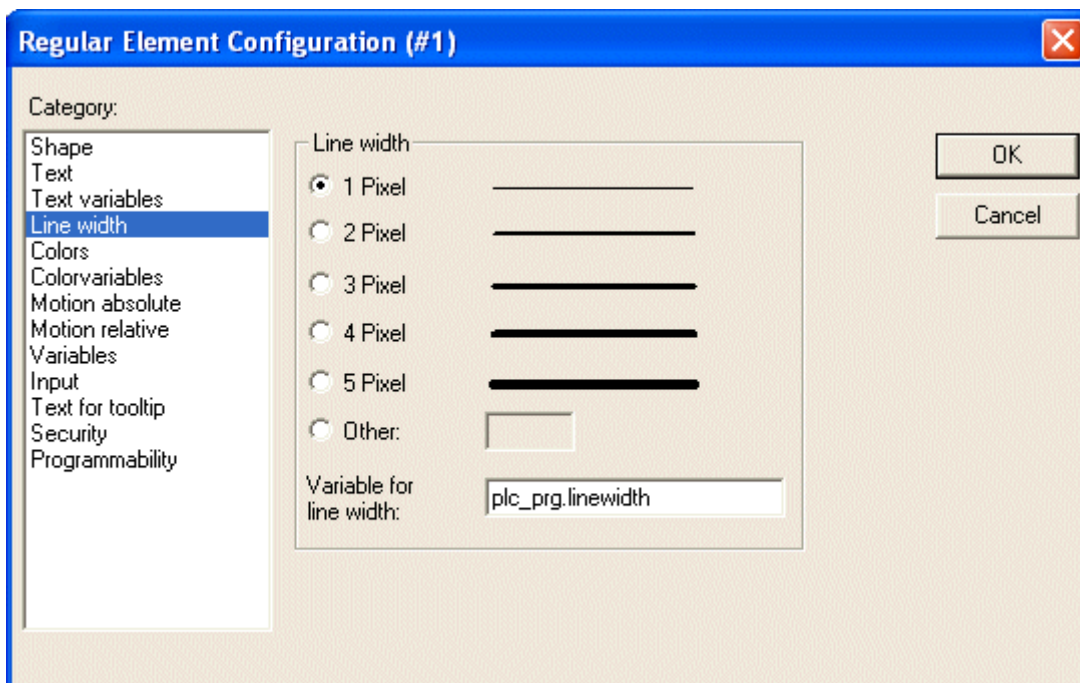 Regular Element Configuration (#1)
Category:
Shape
Text
Text variables
Line width
Colors
Colorvariables
Motion absolute
Motion relative
Variables
Input
Text for tooltip
Security
Programmability
Line width
1 Pixel
2 Pixel
3 Pixel
4 Pixel
5 Pixel
Other:
Variable for
line width:
plc_prg.linewidth
OK
Cancel